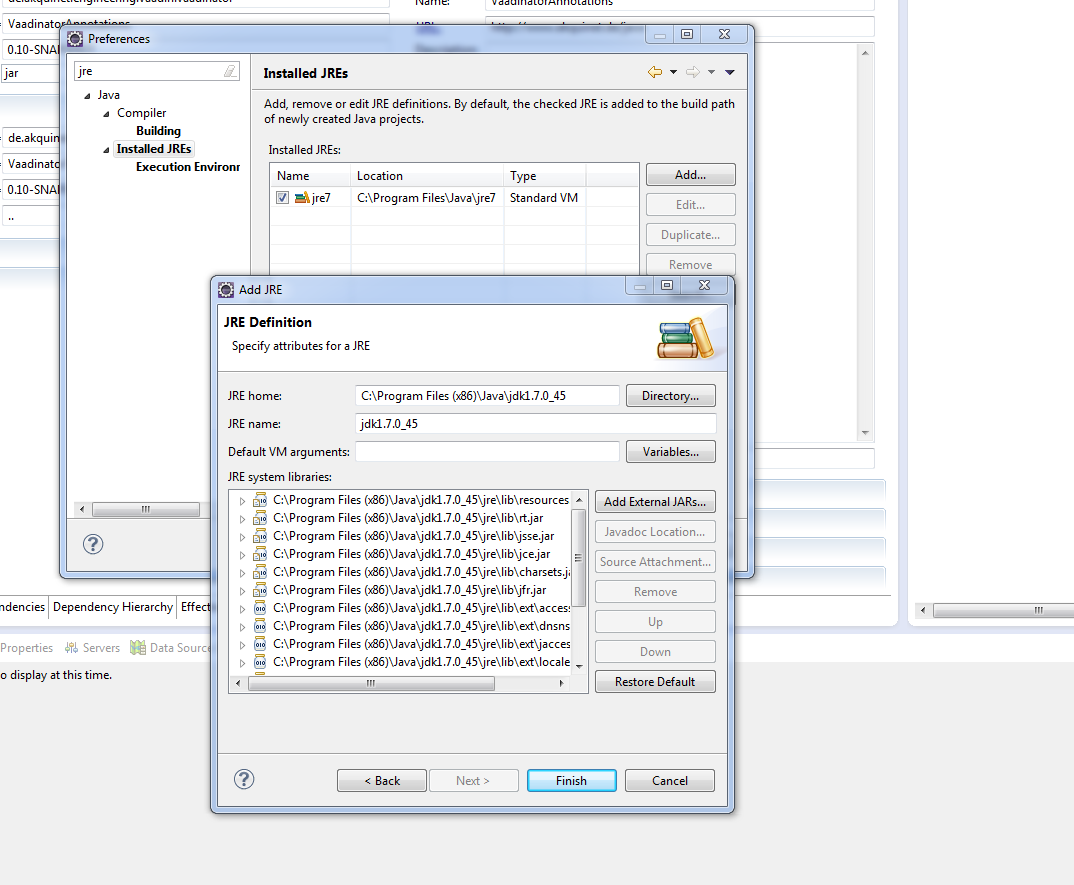 Name:
VaadinatorAnnotations
VaadinatorAnnotations
0.10-SNAP
jar
de.akquin
Vaadinato
0.10-SNAP
..
Preferences
jre
Java
Compiler
Building
Installed JREs
Execution Environr
Installed JREs
Add, remove or edit JRE definitions. By default, the checked JRE is added to the build path
of newly created Java projects.
Installed JREs:
Name Location Type
jre7 C:\Program Files\Java\jre7 Standard VM
Add...
Edit...
Duplicate...
Remove
Add JRE
JRE Definition
Specify attributes for a JRE
JRE home: C:\Program Files (x86)\Java\jdk1.7.0_45 Directory...
JRE name: jdk1.7.0_45
Default VM arguments: Variables...
JRE system libraries:
C:\Program Files (x86)\Java\jdk1.7.0_45\jre\lib\resources
C:\Program Files (x86)\Java\jdk1.7.0_45\jre\lib\rt.jar
C:\Program Files (x86)\Java\jdk1.7.0_45\jre\lib\jsse.jar
C:\Program Files (x86)\Java\jdk1.7.0_45\jre\lib\jce.jar
C:\Program Files (x86)\Java\jdk1.7.0_45\jre\lib\charsets.ja
C:\Program Files (x86)\Java\jdk1.7.0_45\jre\lib\jfr.jar
C:\Program Files (x86)\Java\jdk1.7.0_45\jre\lib\ext\access
C:\Program Files (x86)\Java\jdk1.7.0_45\jre\lib\ext\dnsns
C:\Program Files (x86)\Java\jdk1.7.0_45\jre\lib\ext\jacces
C:\Program Files (x86)\Java\jdk1.7.0_45\jre\lib\ext\locale
Add External JARs...
Javadoc Location...
Source Attachment...
Remove
Up
Down
Restore Default
< Back Next > Finish Cancel
ndencies Dependency Hierarchy Effect
Properties Servers Data Source
o display at this time.